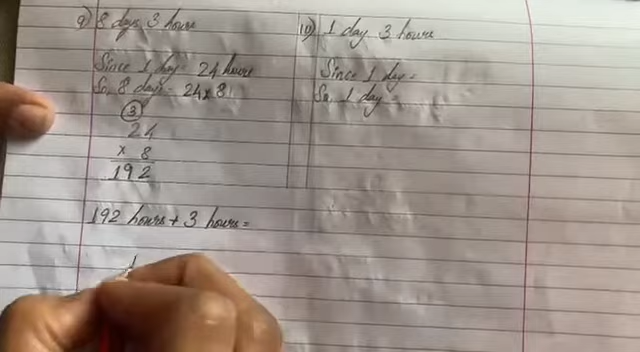 9) 8 days 3 hours
Since 1 day = 24 hours
So, 8 days = 24 x 8
3
24
x 8
192
192 hours + 3 hours =
1
10) 1 day 3 hours
Since 1 day =
So, 1 day =